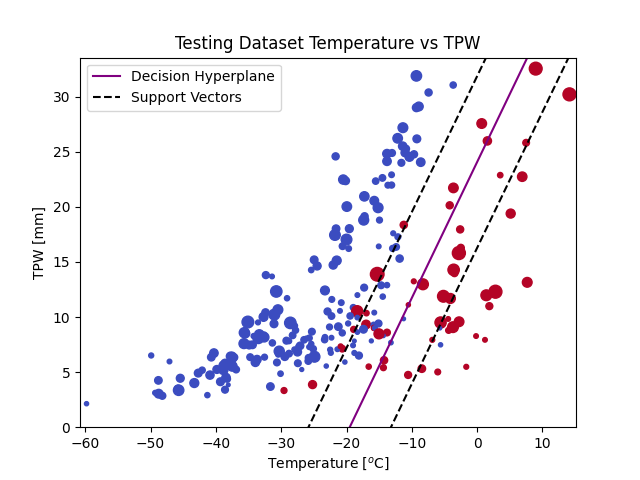 Testing Dataset Temperature vs TPW
Decision Hyperplane
Support Vectors
TPW [mm]
30
25
20
15
10
5
0
−60 −50 −40 −30 −20 −10 0 10
Temperature [°C]